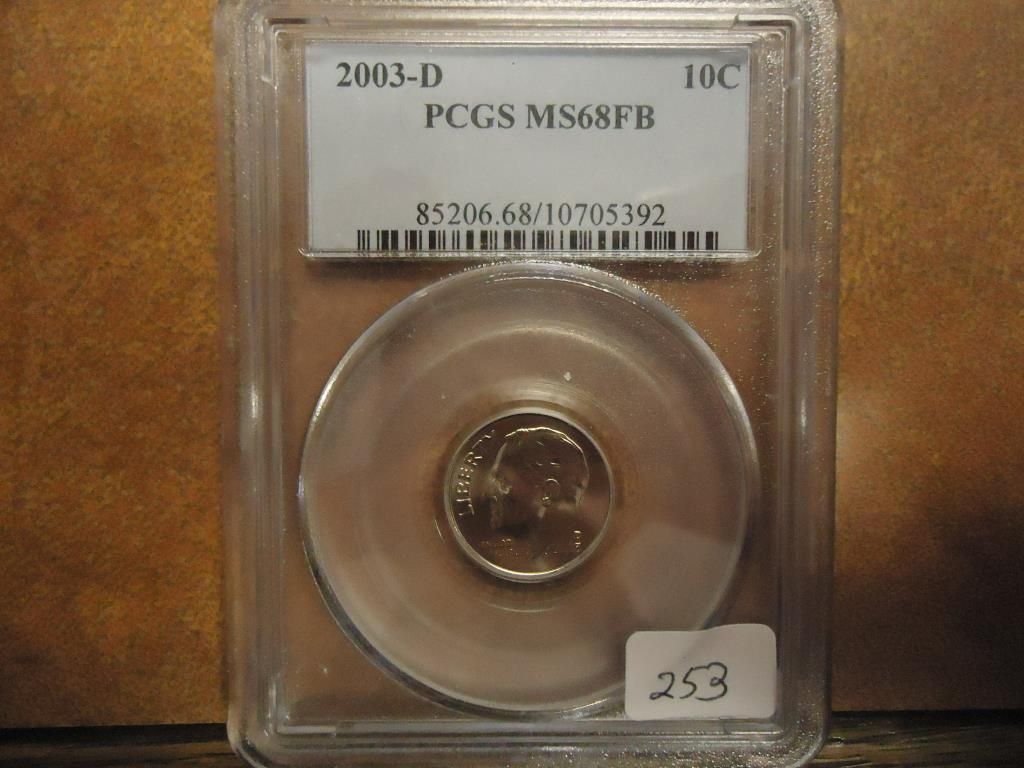 2003-D 10C
PCGS MS68FB
85206.68/10705392
LIBERTY
253